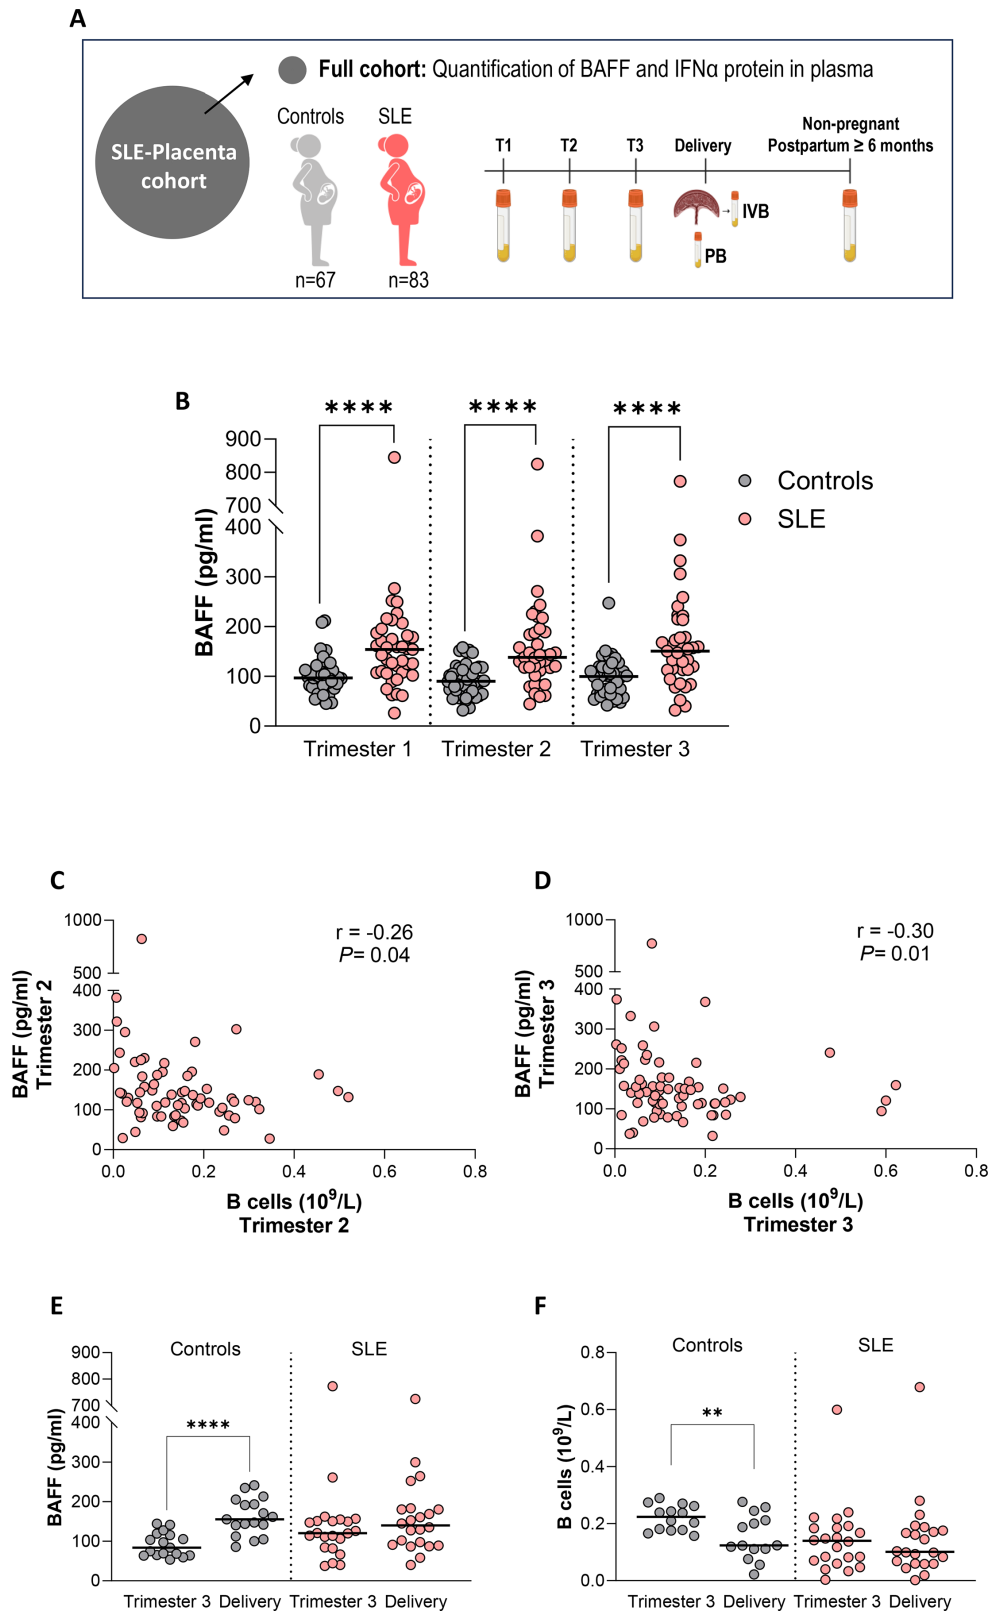 A
Full cohort: Quantification of BAFF and IFNα protein in plasma
SLE-Placenta
cohort
Controls
SLE
n=67
n=83
T1
T2
T3
Delivery
Non-pregnant
Postpartum ≥ 6 months
IVB
PB
B
****
****
****
BAFF (pg/ml)
900
800
700
400
300
200
100
0
Trimester 1
Trimester 2
Trimester 3
Controls
SLE
C
BAFF (pg/ml)
Trimester 2
1000
500
400
300
200
100
0
r = -0.26
P= 0.04
0.0
0.2
0.4
0.6
0.8
B cells (10⁹/L)
Trimester 2
D
BAFF (pg/ml)
Trimester 3
1000
500
400
300
200
100
0
r = -0.30
P= 0.01
0.0
0.2
0.4
0.6
0.8
B cells (10⁹/L)
Trimester 3
E
Controls
SLE
BAFF (pg/ml)
900
800
700
400
300
200
100
0
****
Trimester 3
Delivery
Trimester 3
Delivery
F
Controls
SLE
B cells (10⁹/L)
0.8
0.6
0.4
0.2
0.0
**
Trimester 3
Delivery
Trimester 3
Delivery